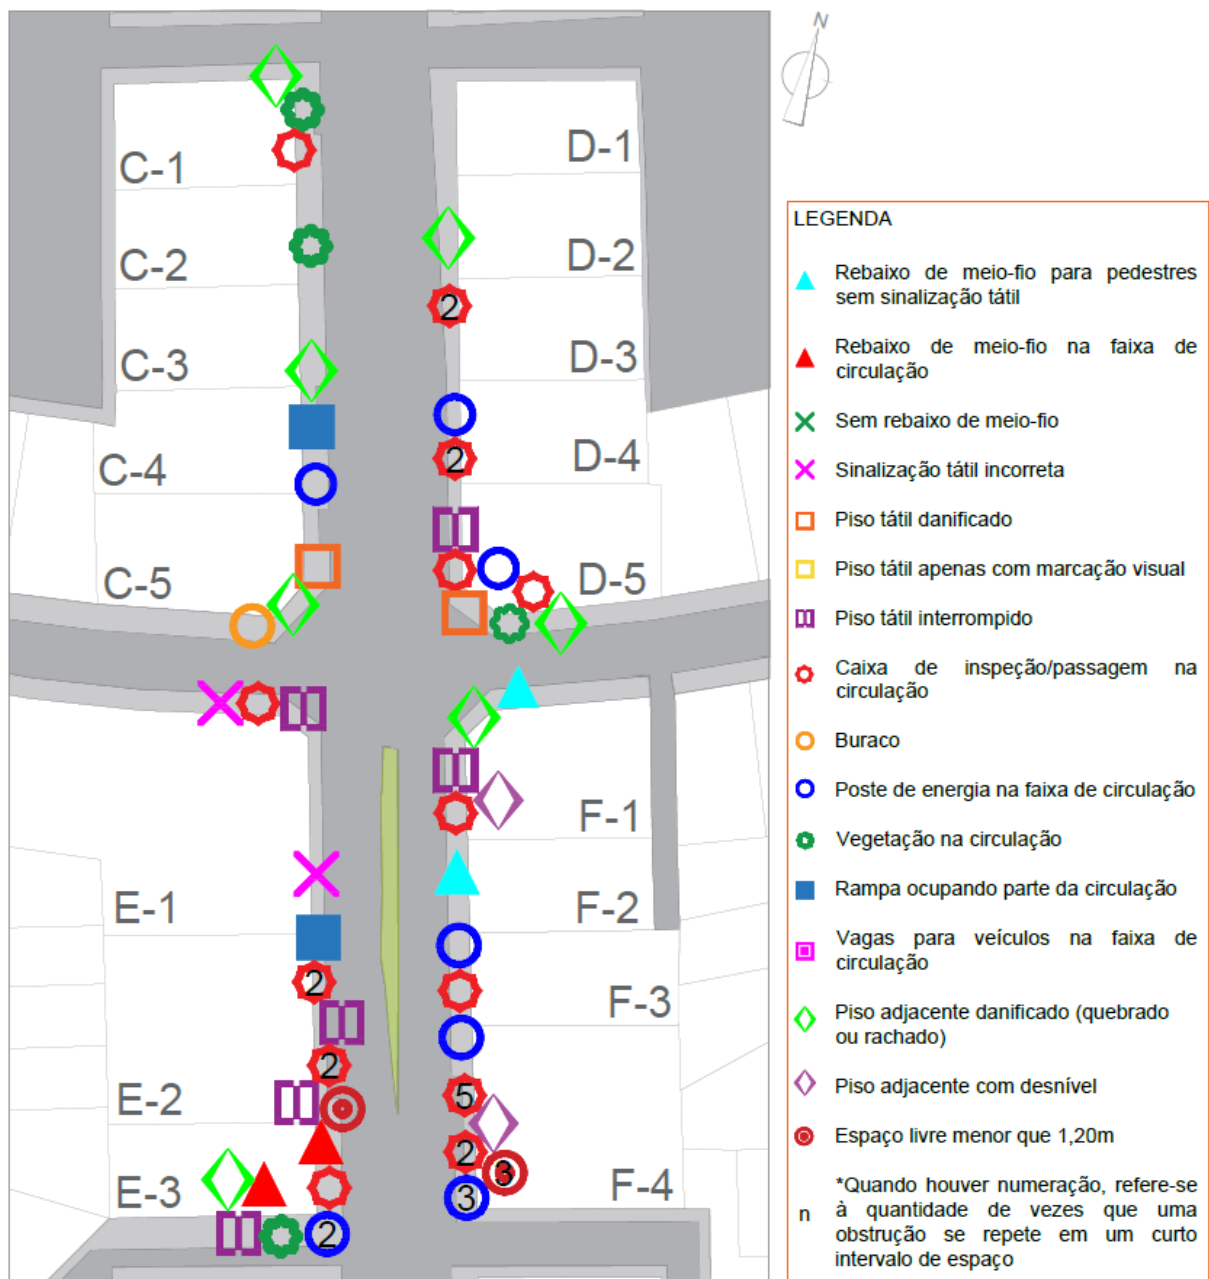 N
C-1
D-1
C-2
D-2
2
C-3
D-3
C-4
2
D-4
C-5
D-5
F-1
E-1
F-2
2
F-3
2
5
E-2
2
3
E-3
3
F-4
2
LEGENDA
Rebaixo de meio-fio para pedestres
sem sinalização tátil
Rebaixo de meio-fio na faixa de
circulação
Sem rebaixo de meio-fio
Sinalização tátil incorreta
Piso tátil danificado
Piso tátil apenas com marcação visual
Piso tátil interrompido
Caixa de inspeção/passagem na
circulação
Buraco
Poste de energia na faixa de circulação
Vegetação na circulação
Rampa ocupando parte da circulação
Vagas para veículos na faixa de
circulação
Piso adjacente danificado (quebrado
ou rachado)
Piso adjacente com desnível
Espaço livre menor que 1,20m
*Quando houver numeração, refere-se
n à quantidade de vezes que uma
obstrução se repete em um curto
intervalo de espaço